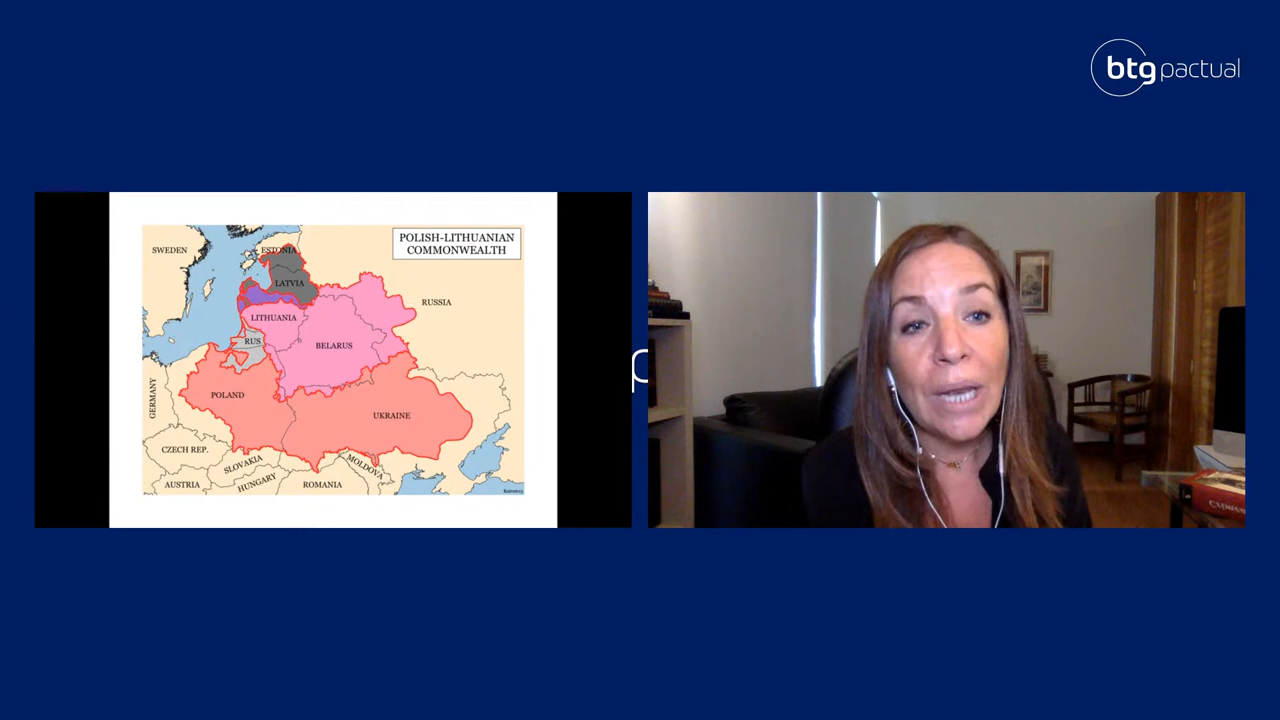 btg pactual
POLISH-LITHUANIAN
COMMONWEALTH
SWEDEN
ESTONIA
LATVIA
RUSSIA
LITHUANIA
RUS
BELARUS
GERMANY
POLAND
UKRAINE
CZECH REP.
SLOVAKIA
MOLDOVA
AUSTRIA
HUNGARY
ROMANIA